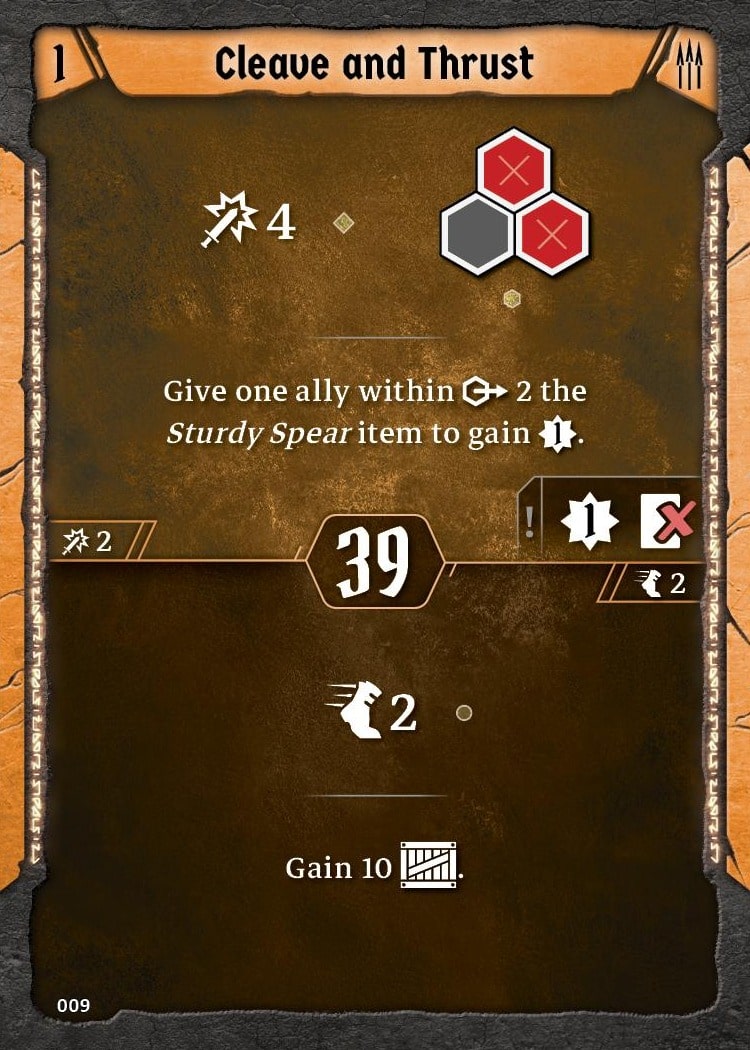 1
Cleave and Thrust
4
Give one ally within 2 the
Sturdy Spear item to gain 1.
! 1
2
39
2
2
Gain 10.
009